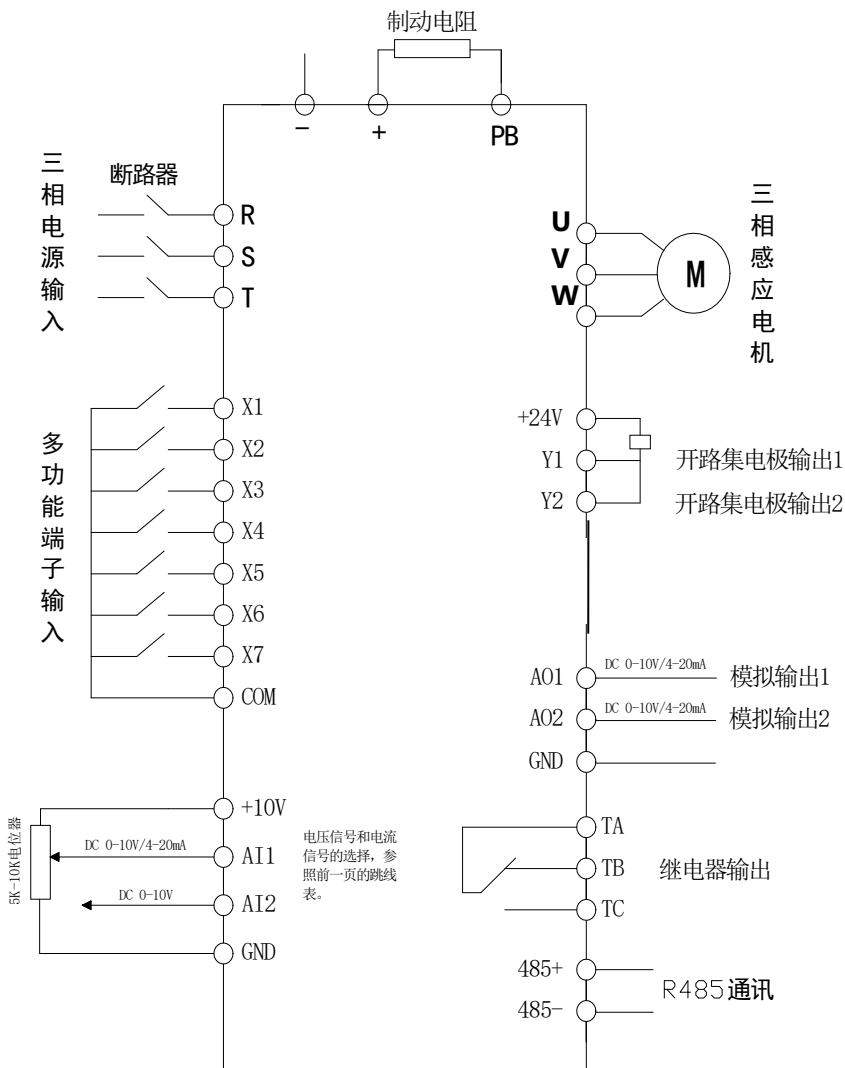 制动电阻
-
+
PB
三相电源输入
断路器
R
S
T
U
V
W
M
三相感应电机
多功能端子输入
X1
X2
X3
X4
X5
X6
X7
COM
+24V
Y1
开路集电极输出1
Y2
开路集电极输出2
AO1
DC 0-10V/4-20mA
模拟输出1
AO2
DC 0-10V/4-20mA
模拟输出2
GND
5K-10K电位器
+10V
DC 0-10V/4-20mA
AI1
DC 0-10V
AI2
GND
电压信号和电流
信号的选择，参
照前一页的跳线
表。
TA
TB
继电器输出
TC
485+
R485通讯
485-